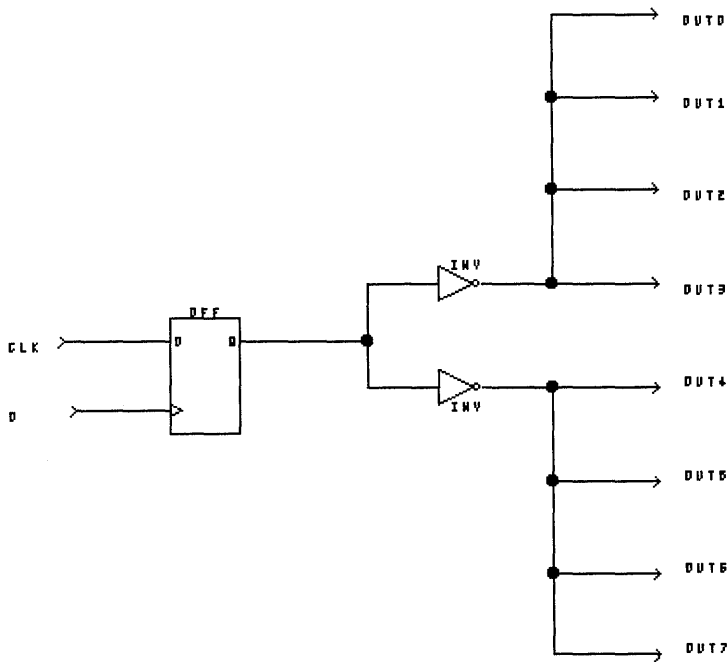 OUT0
OUT1
OUT2
INV
OUT3
DFF
CLK
D
Q
OUT4
D
INV
OUT5
OUT6
OUT7